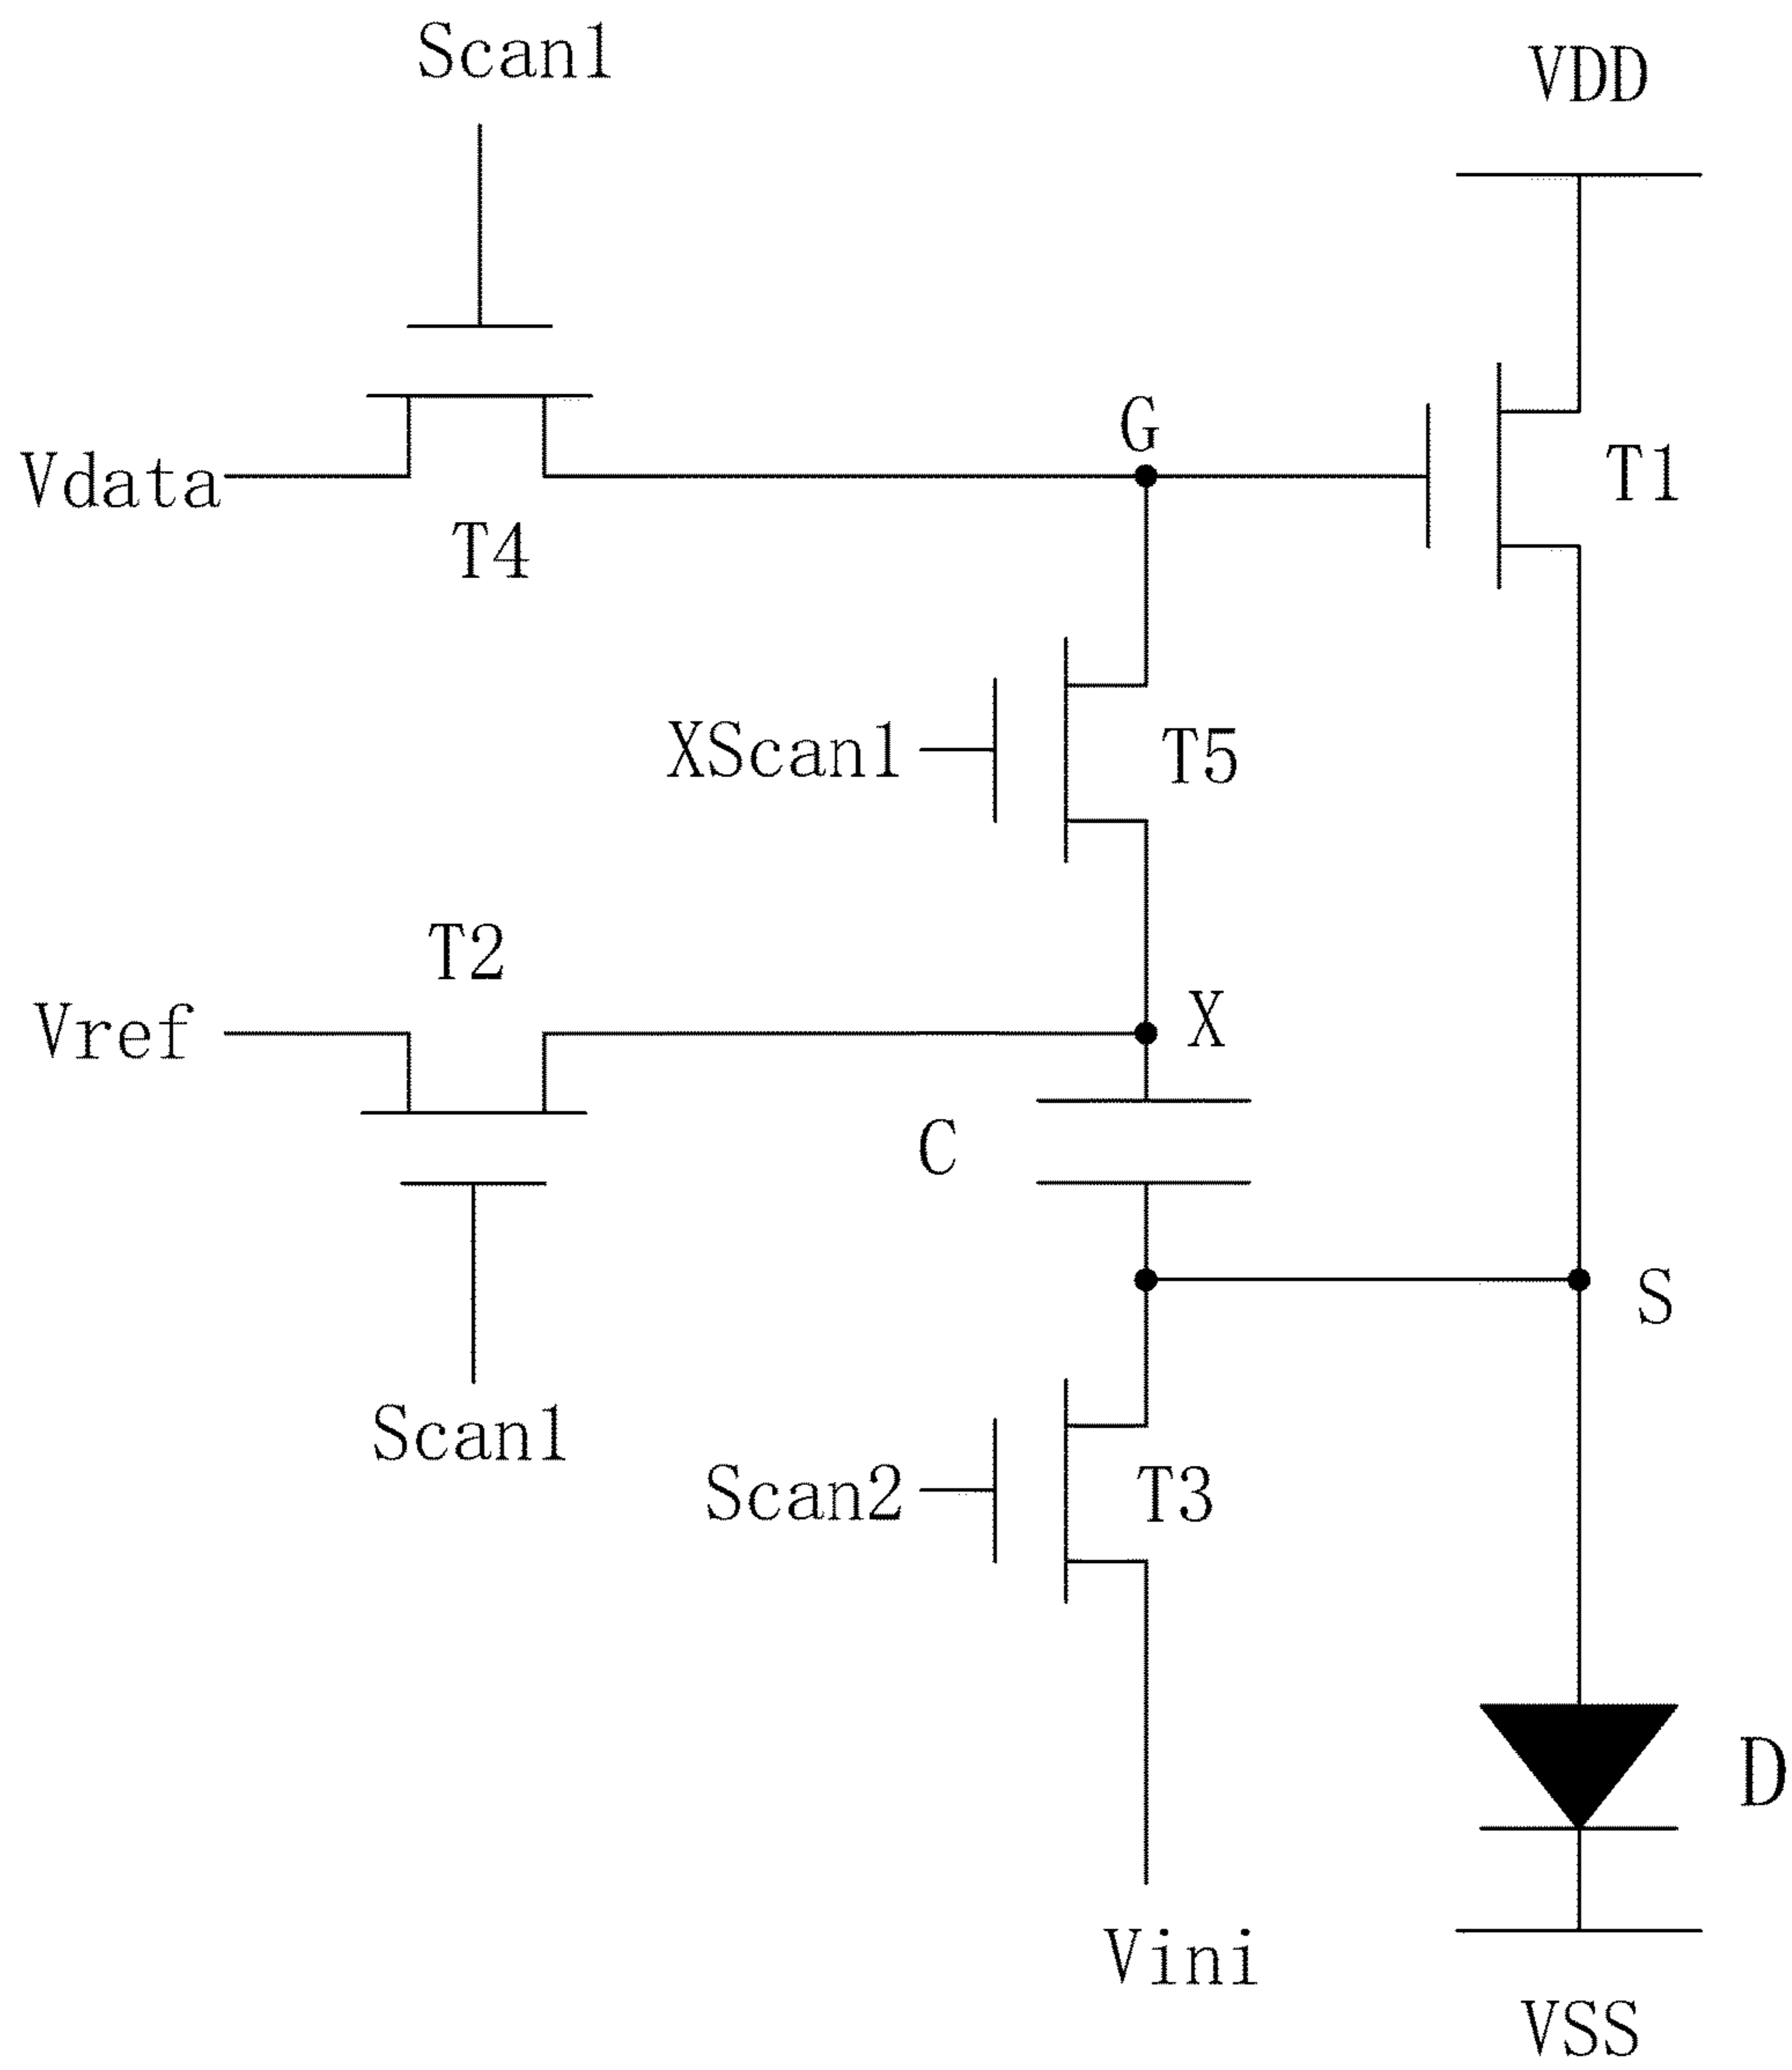 Scan1
VDD
G
Vdata
T1
T4
XScan1
T5
T2
Vref
X
C
S
Scan1
Scan2
T3
D
Vini
VSS